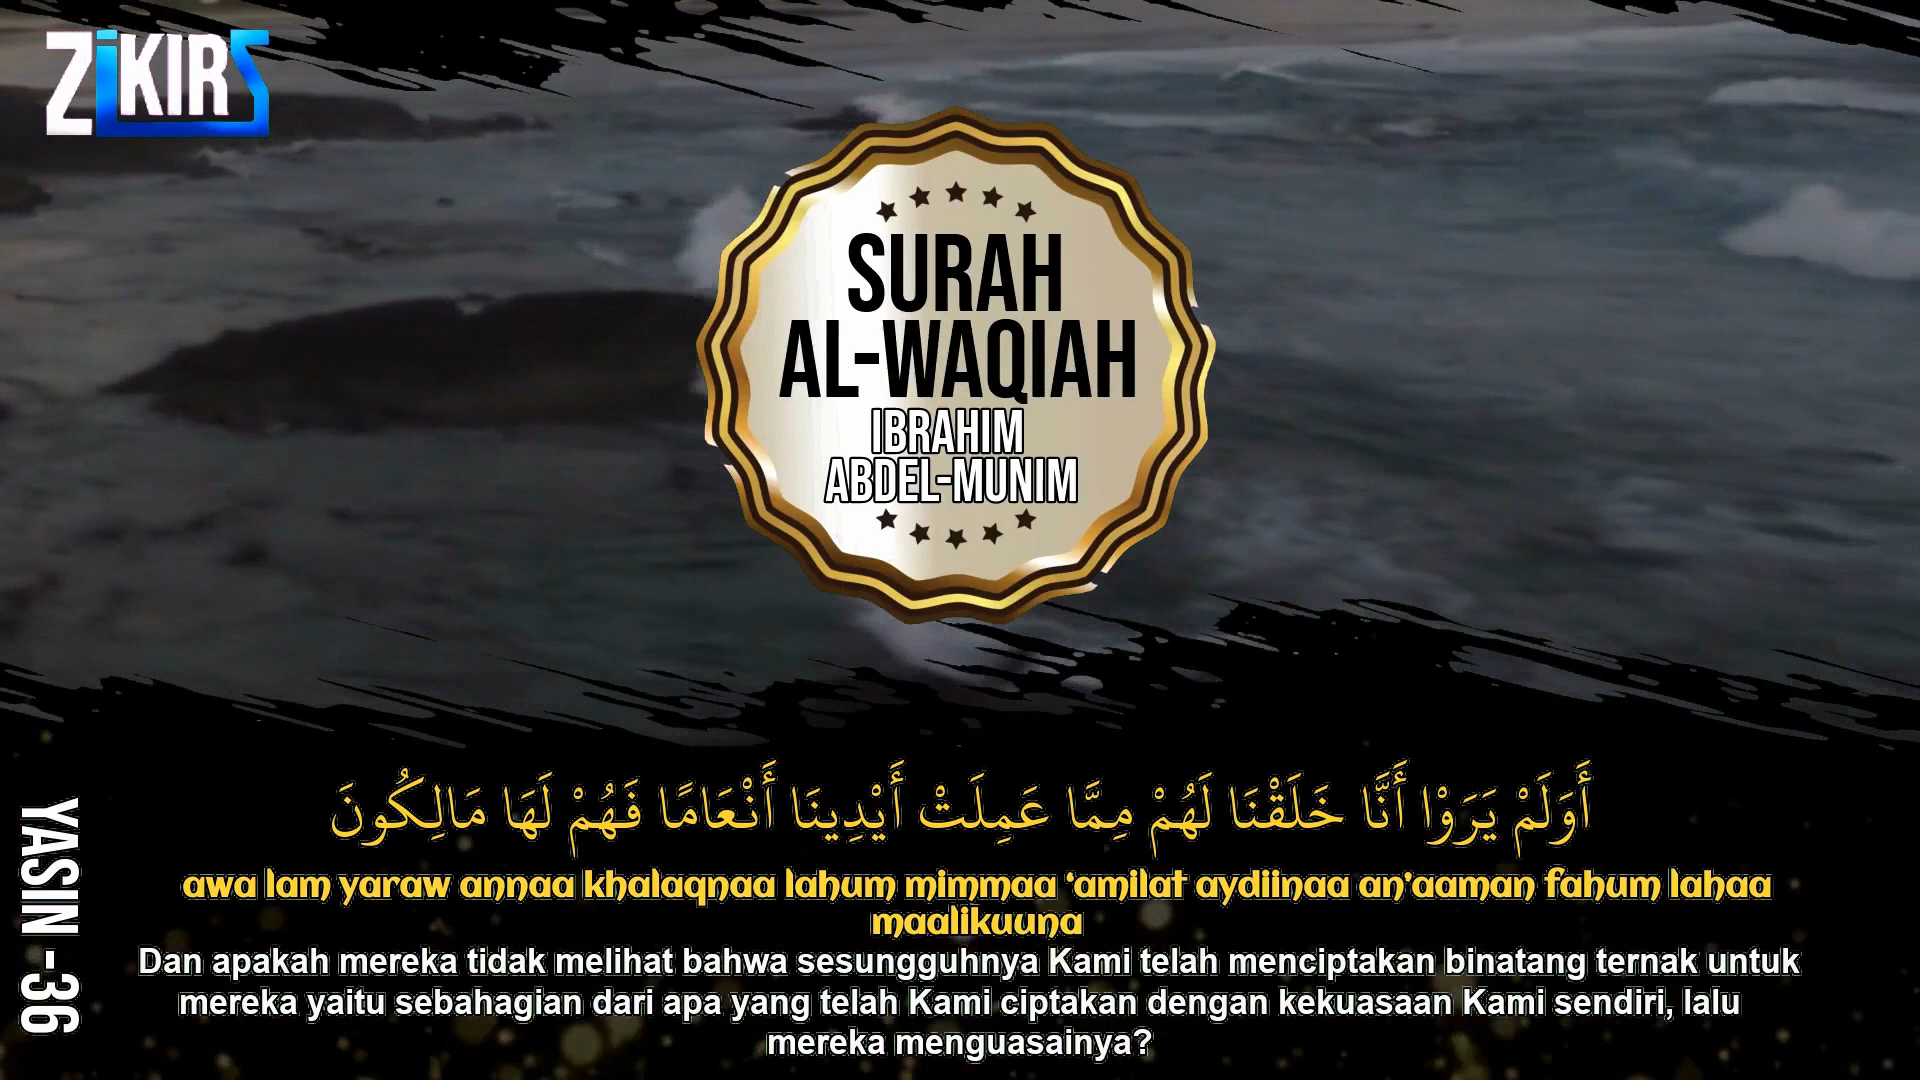 ZiKIRS
SURAH
AL-WAQIAH
IBRAHIM
ABDEL-MUNIM
أَوَلَمْ يَرَوْا أَنَّا خَلَقْنَا لَهُمْ مِمَّا عَمِلَتْ أَيْدِينَا أَنْعَامًا فَهُمْ لَهَا مَالِكُونَ
awa lam yaraw annaa khalaqnaa lahum mimmaa ‘amilat aydiinaa an’aaman fahum lahaa
maalikuuna
Dan apakah mereka tidak melihat bahwa sesungguhnya Kami telah menciptakan binatang ternak untuk
mereka yaitu sebahagian dari apa yang telah Kami ciptakan dengan kekuasaan Kami sendiri, lalu
mereka menguasainya?
YASIN -36